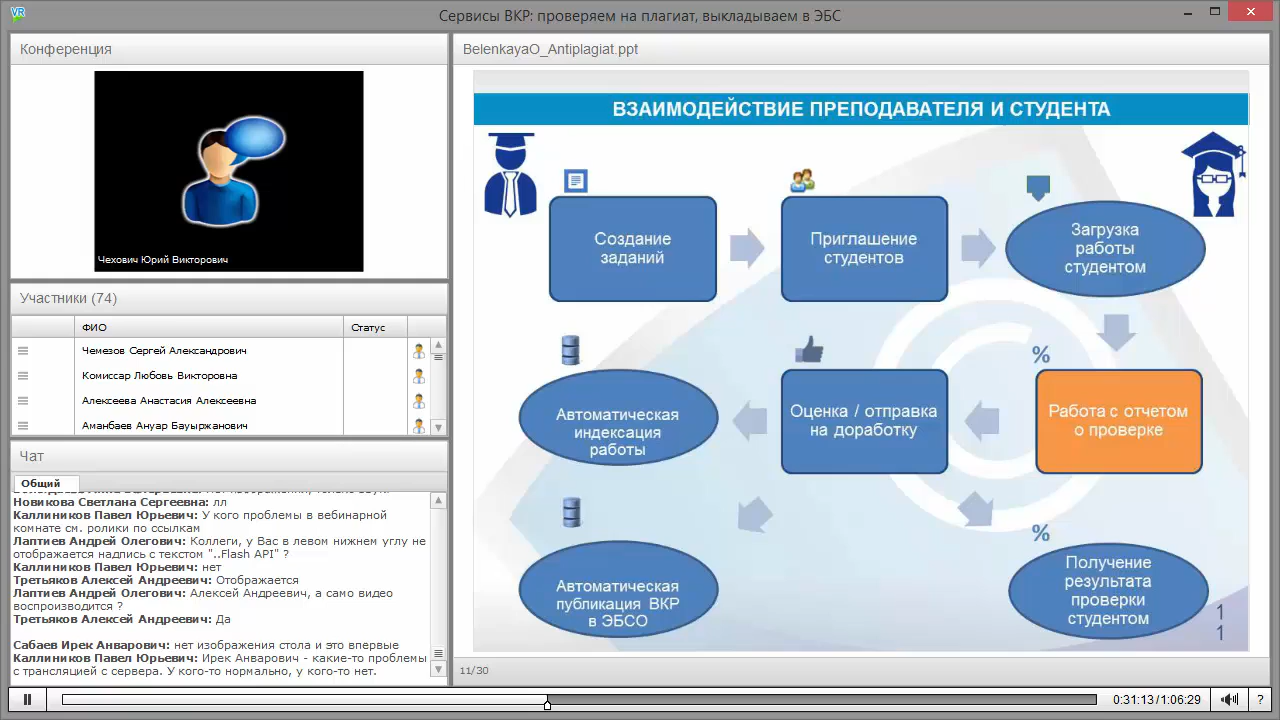 VR
Сервисы ВКР: проверяем на плагиат, выкладываем в ЭБС
Конференция
Чехович Юрий Викторович
Участники (74)
ФИО
Статус
Чемезов Сергей Александрович
Комиссар Любовь Викторовна
Алексеева Анастасия Алексеевна
Аманбаев Ануар Бауыржанович
Чат
Общий
Новикова Светлана Сергеевна: лл
Каллиников Павел Юрьевич: У кого проблемы в вебинарной
комнате см. ролики по ссылкам
Лаптиев Андрей Олегович: Коллеги, у Вас в левом нижнем углу не
отображается надпись с текстом "..Flash API" ?
Каллиников Павел Юрьевич: нет
Третьяков Алексей Андреевич: Отображается
Лаптиев Андрей Олегович: Алексей Андреевич, а само видео
воспроизводится ?
Третьяков Алексей Андреевич: Да
Сабаев Ирек Анварович: нет изображения стола и это впервые
Каллиников Павел Юрьевич: Ирек Анварович - какие-то проблемы
с трансляцией с сервера. У кого-то нормально, у кого-то нет.
BelenkayaO_Antiplagiat.ppt
ВЗАИМОДЕЙСТВИЕ ПРЕПОДАВАТЕЛЯ И СТУДЕНТА
Создание
заданий
Приглашение
студентов
Загрузка
работы
студентом
%
Работа с отчетом
о проверке
Оценка / отправка
на доработку
Автоматическая
индексация
работы
Автоматическая
публикация ВКР
в ЭБСО
%
Получение
результата
проверки
студентом
1
1
11/30
0:31:13/1:06:29
?